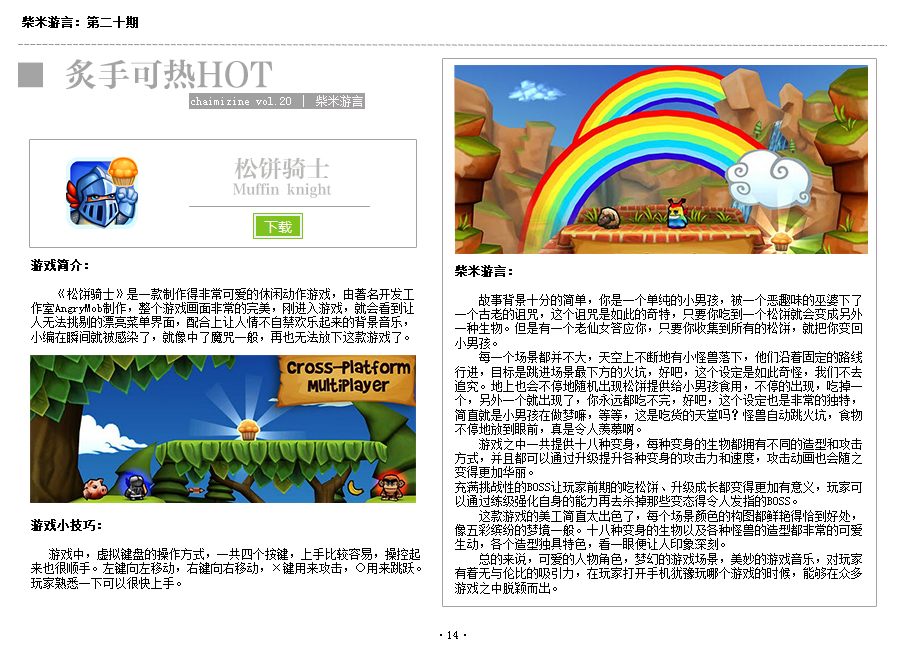 柴米游言：第二十期
炙手可热HOT
chaimizine vol.20 | 柴米游言
松饼骑士
Muffin knight
下载
游戏简介：
《松饼骑士》是一款制作得非常可爱的休闲动作游戏，由著名开发工
作室AngryMob制作，整个游戏画面非常的完美，刚进入游戏，就会看到让
人无法挑剔的漂亮菜单界面，配合上让人情不自禁欢乐起来的背景音乐，
小编在瞬间就被感染了，就像中了魔咒一般，再也无法放下这款游戏了。
Cross-Platform
Multiplayer
游戏小技巧：
游戏中，虚拟键盘的操作方式，一共四个按键，上手比较容易，操控起
来也很顺手。左键向左移动，右键向右移动，×键用来攻击，○用来跳跃。
玩家熟悉一下可以很快上手。
柴米游言：
故事背景十分的简单，你是一个单纯的小男孩，被一个恶趣味的巫婆下了
一个古老的诅咒，这个诅咒是如此的奇特，只要你吃到一个松饼就会变成另外
一种生物。但是有一个老仙女答应你，只要你收集到所有的松饼，就把你变回
小男孩。
每一个场景都并不大，天空上不断地有小怪兽落下，他们沿着固定的路线
行进，目标是跳进场景最下方的火坑，好吧，这个设定是如此奇怪，我们不去
追究。地上也会不停地随机出现松饼提供给小男孩食用，不停的出现，吃掉一
个，另外一个就出现了，你永远都吃不完，好吧，这个设定也是非常的独特，
简直就是小男孩在做梦嘛，等等，这是吃货的天堂吗？怪兽自动跳火坑，食物
不停地放到眼前，真是令人羡慕啊。
游戏之中一共提供十八种变身，每种变身的生物都拥有不同的造型和攻击
方式，并且都可以通过升级提升各种变身的攻击力和速度，攻击动画也会随之
变得更加华丽。
充满挑战性的BOSS让玩家前期的吃松饼、升级成长都变得更加有意义，玩家可
以通过练级强化自身的能力再去杀掉那些变态得令人发指的BOSS。
这款游戏的美工简直太出色了，每个场景颜色的构图都鲜艳得恰到好处，
像五彩缤纷的梦境一般。十八种变身的生物以及各种怪兽的造型都非常的可爱
生动，各个造型独具特色，看一眼便让人印象深刻。
总的来说，可爱的人物角色，梦幻的游戏场景，美妙的游戏音乐，对玩家
有着无与伦比的吸引力，在玩家打开手机犹豫玩哪个游戏的时候，能够在众多
游戏之中脱颖而出。
· 14 ·